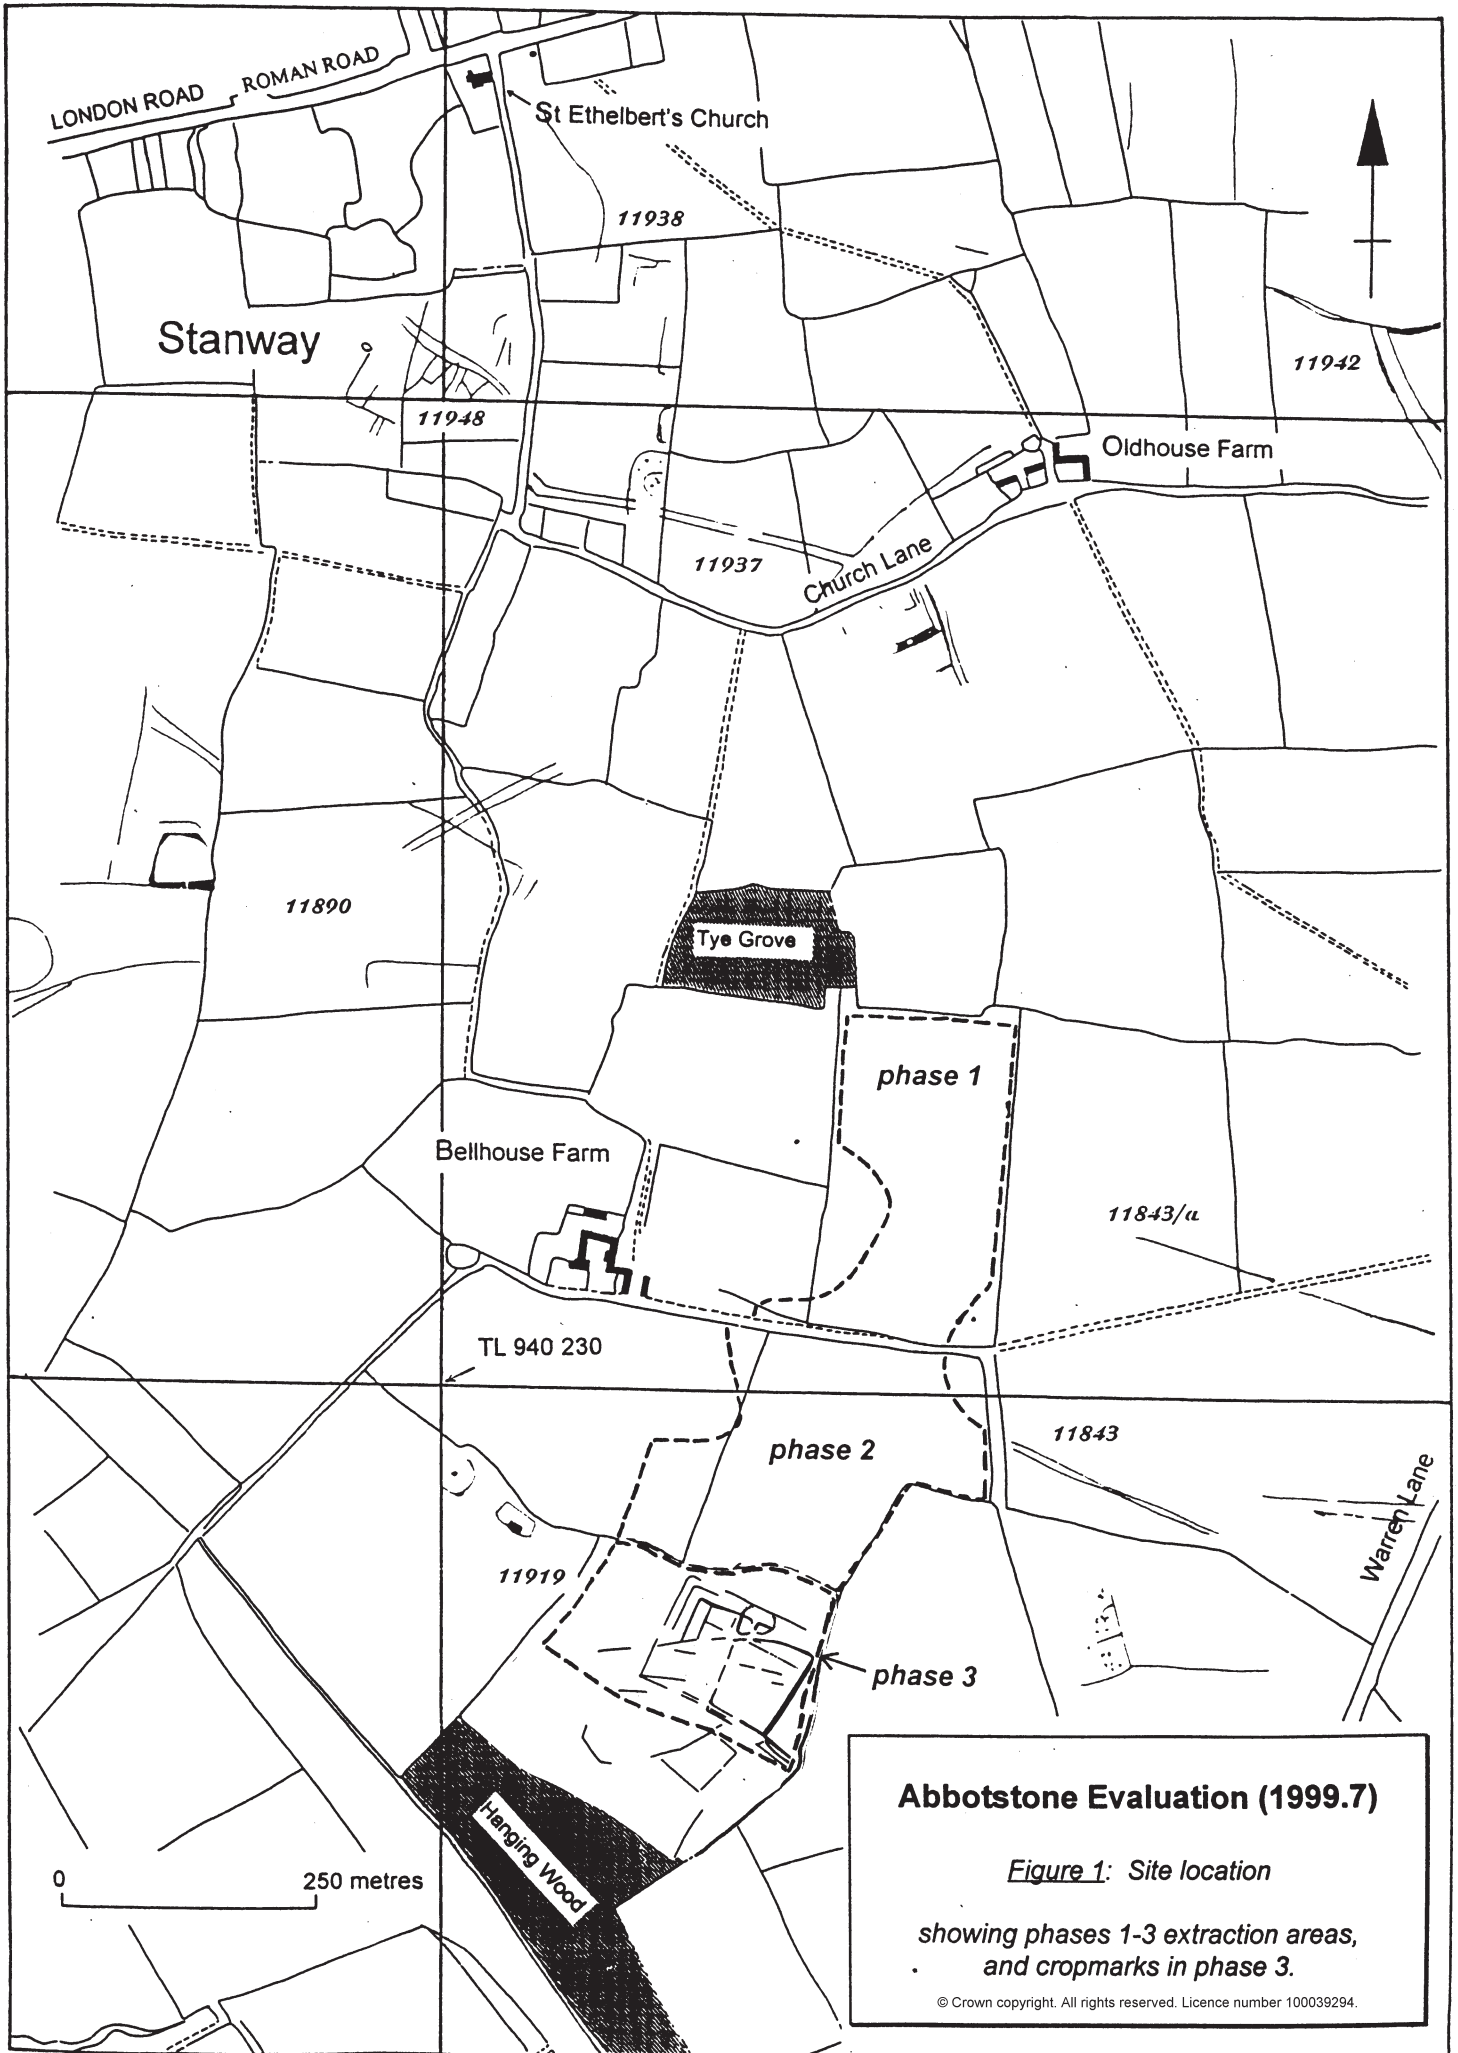 LONDON ROAD
ROMAN ROAD
St Ethelbert's Church
11938
Stanway
11942
11948
Oldhouse Farm
11937
Church Lane
11890
Tye Grove
phase 1
Bellhouse Farm
11843/a
TL 940 230
11843
phase 2
Warren Lane
11919
phase 3
Hanging Wood
0
250 metres
Abbotstone Evaluation (1999.7)
Figure 1: Site location
showing phases 1-3 extraction areas,
and cropmarks in phase 3.
© Crown copyright. All rights reserved. Licence number 100039294.